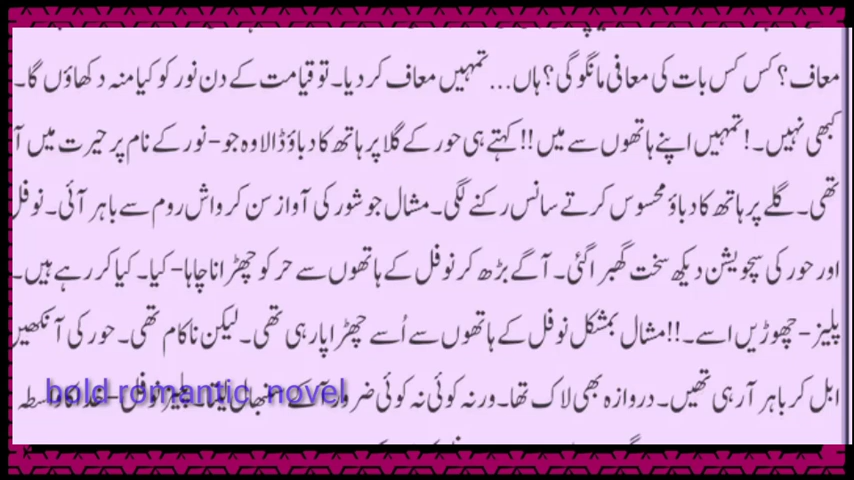 معاف؟ کس کس بات کی معافی مانگو گی؟ ہاں...تمہیں معاف کر دیا۔ تو قیامت کے دن نور کو کیا منہ دکھاؤں گا۔
کبھی نہیں۔! تمہیں اپنے ہاتھوں سے میں!! کہتے ہی حور کے گلا پر ہاتھ کا دباؤ ڈالا وہ جو-نور کے نام پر حیرت میں آ
تھی۔ گلے پر ہاتھ کا دباؤ محسوس کرتے سانس رکنے لگی۔ مشال جو شور کی آواز سن کر واش روم سے باہر آئی۔ نوفل
اور حور کی سچویشن دیکھ سخت گھبرا گئی۔ آگے بڑھ کر نوفل کے ہاتھوں سے حر کو چھڑانا چاہا-کیا۔ کیا کر رہے ہیں۔
پلیز-چھوڑیں اسے۔!! مشال بمشکل نوفل کے ہاتھوں سے اُسے چھڑا پا رہی تھی۔ لیکن ناکام تھی۔ حور کی آنکھیں
ابل کر باہر آ رہی تھیں۔ دروازہ بھی لاک تھا۔ ورنہ کوئی نہ کوئی ضرور
bold romantic novel